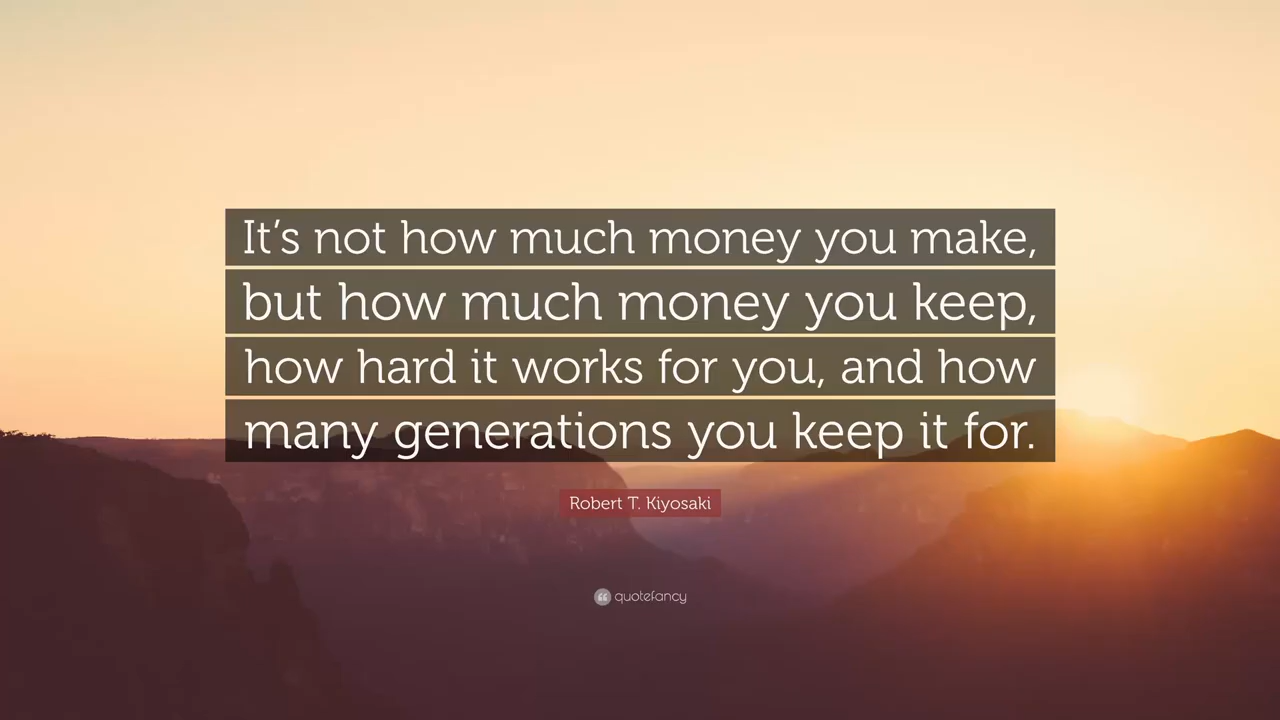 It’s not how much money you make,
but how much money you keep,
how hard it works for you, and how
many generations you keep it for.
Robert T. Kiyosaki
quotefancy